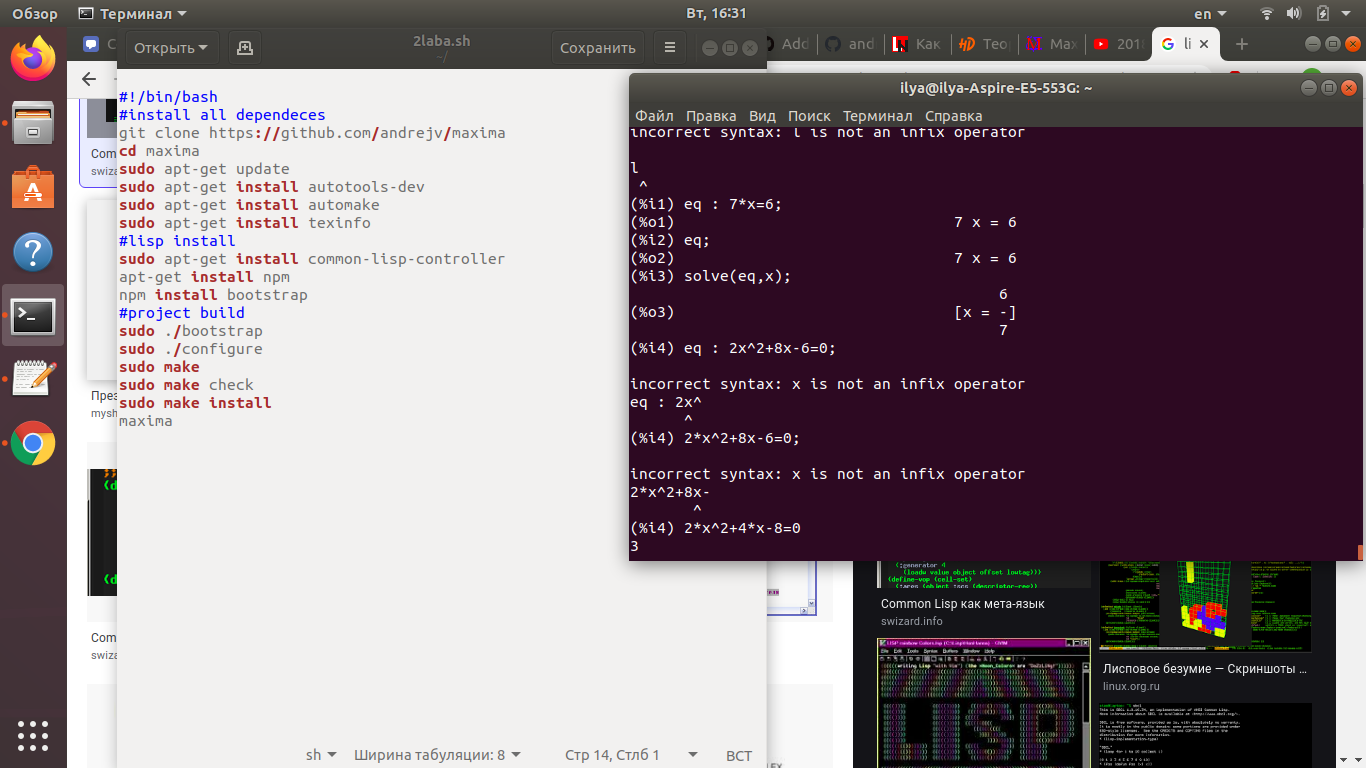 Обзор
Терминал
Вт, 16:31
en
Открыть
2laba.sh
~/
Сохранить
Add
and
Как
Тео
Max
201
li
#!/bin/bash
#install all dependeces
git clone https://github.com/andrejv/maxima
cd maxima
sudo apt-get update
sudo apt-get install autotools-dev
sudo apt-get install automake
sudo apt-get install texinfo
#lisp install
sudo apt-get install common-lisp-controller
apt-get install npm
npm install bootstrap
#project build
sudo ./bootstrap
sudo ./configure
sudo make
sudo make check
sudo make install
maxima
sh
Ширина табуляции: 8
Стр 14, Стлб 1
ВСТ
Com
swiza
През
mysh
Com
swiza
ilya@ilya-Aspire-E5-553G: ~
Файл Правка Вид Поиск Терминал Справка
incorrect syntax: l is not an infix operator
l
^
(%i1) eq : 7*x=6;
(%o1) 7 x = 6
(%i2) eq;
(%o2) 7 x = 6
(%i3) solve(eq,x);
6
(%o3) [x = -]
7
(%i4) eq : 2x^2+8x-6=0;
incorrect syntax: x is not an infix operator
eq : 2x^
^
(%i4) 2*x^2+8x-6=0;
incorrect syntax: x is not an infix operator
2*x^2+8x-
^
(%i4) 2*x^2+4*x-8=0
3
Common Lisp как мета-язык
swizard.info
Лисповое безумие — Скриншоты ...
linux.org.ru